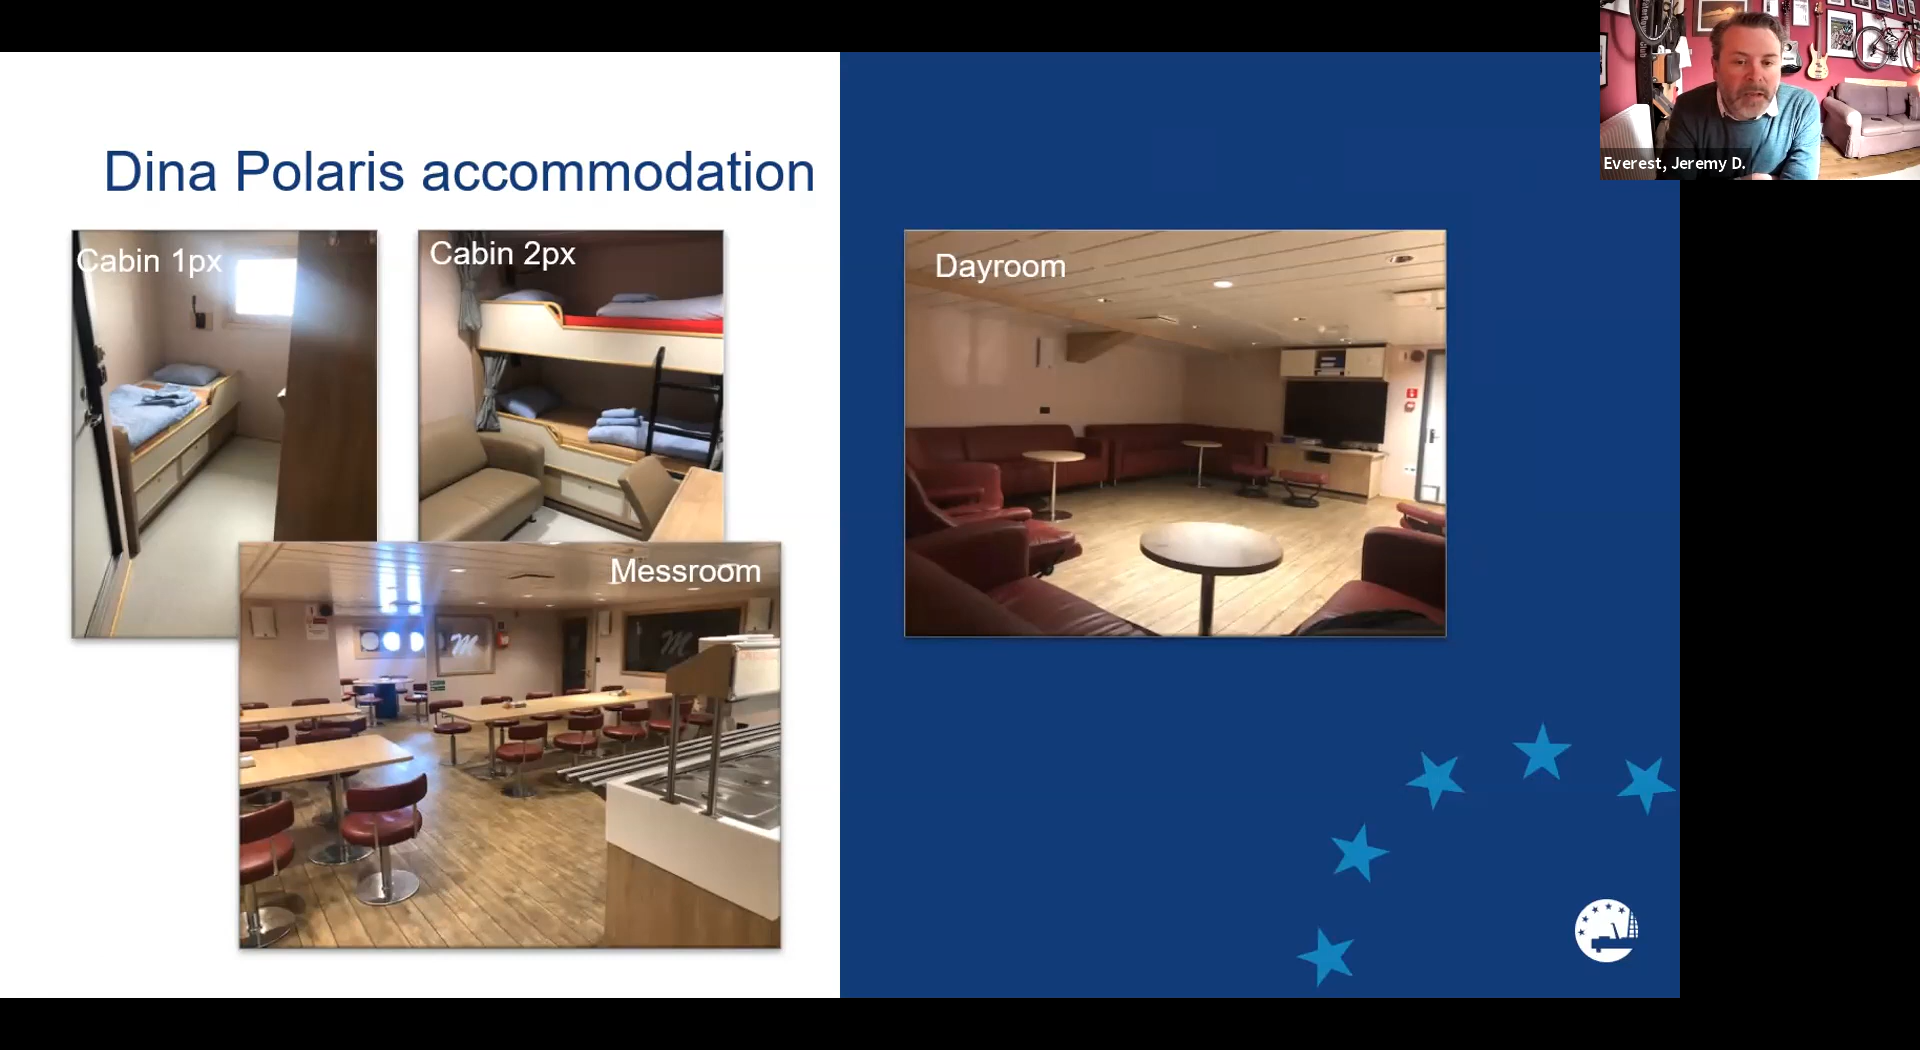 Dina Polaris accommodation
Cabin 1px
Cabin 2px
Dayroom
Messroom
M
M
Everest, Jeremy D.